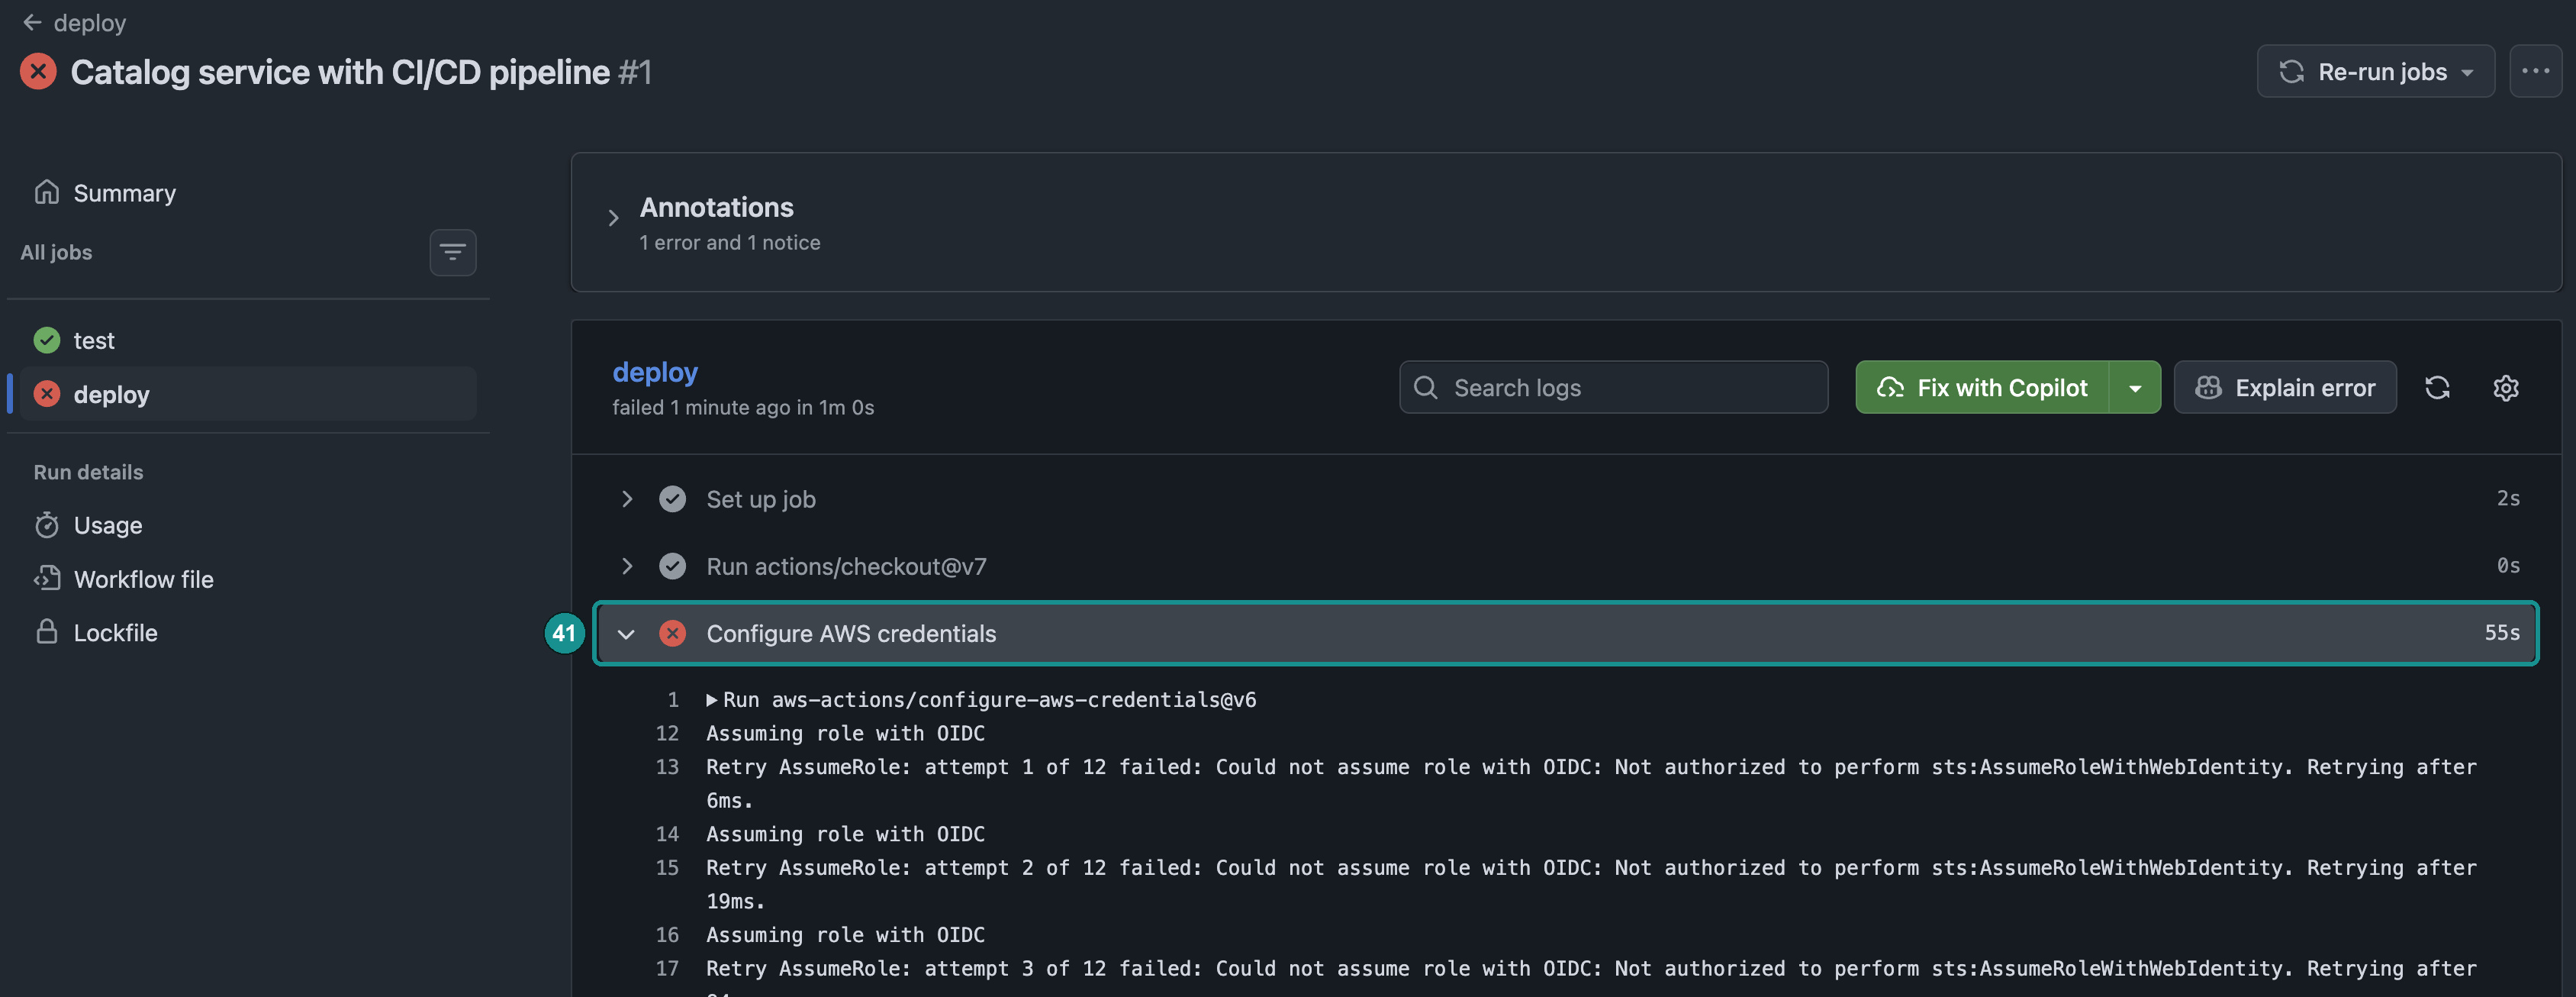 deploy
Catalog service with CI/CD pipeline #1
Re-run jobs
Summary
All jobs
test
deploy
Run details
Usage
Workflow file
Lockfile
Annotations
1 error and 1 notice
deploy
failed 1 minute ago in 1m 0s
Search logs
Fix with Copilot
Explain error
Set up job 2s
Run actions/checkout@v7 0s
41 Configure AWS credentials 55s
1 Run aws-actions/configure-aws-credentials@v6
12 Assuming role with OIDC
13 Retry AssumeRole: attempt 1 of 12 failed: Could not assume role with OIDC: Not authorized to perform sts:AssumeRoleWithWebIdentity. Retrying after
6ms.
14 Assuming role with OIDC
15 Retry AssumeRole: attempt 2 of 12 failed: Could not assume role with OIDC: Not authorized to perform sts:AssumeRoleWithWebIdentity. Retrying after
19ms.
16 Assuming role with OIDC
17 Retry AssumeRole: attempt 3 of 12 failed: Could not assume role with OIDC: Not authorized to perform sts:AssumeRoleWithWebIdentity. Retrying after